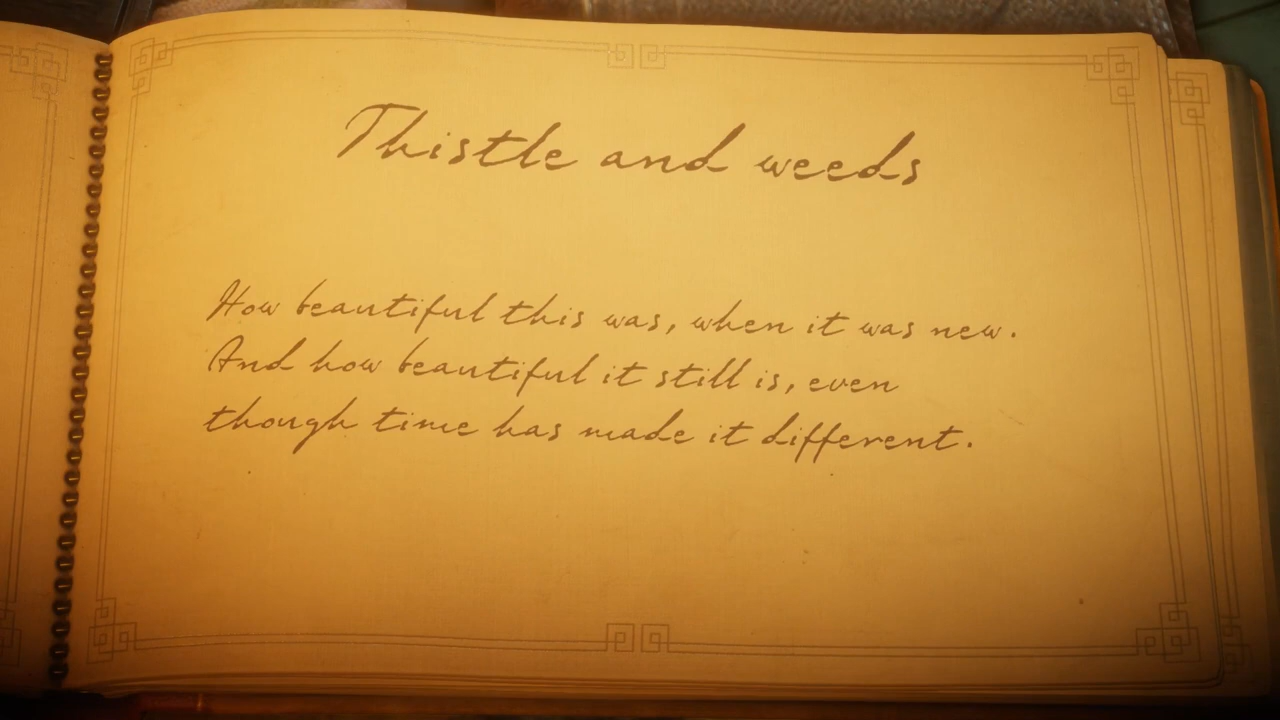 Thistle and weeds
How beautiful this was, when it was new.
And how beautiful it still is, even
though time has made it different.